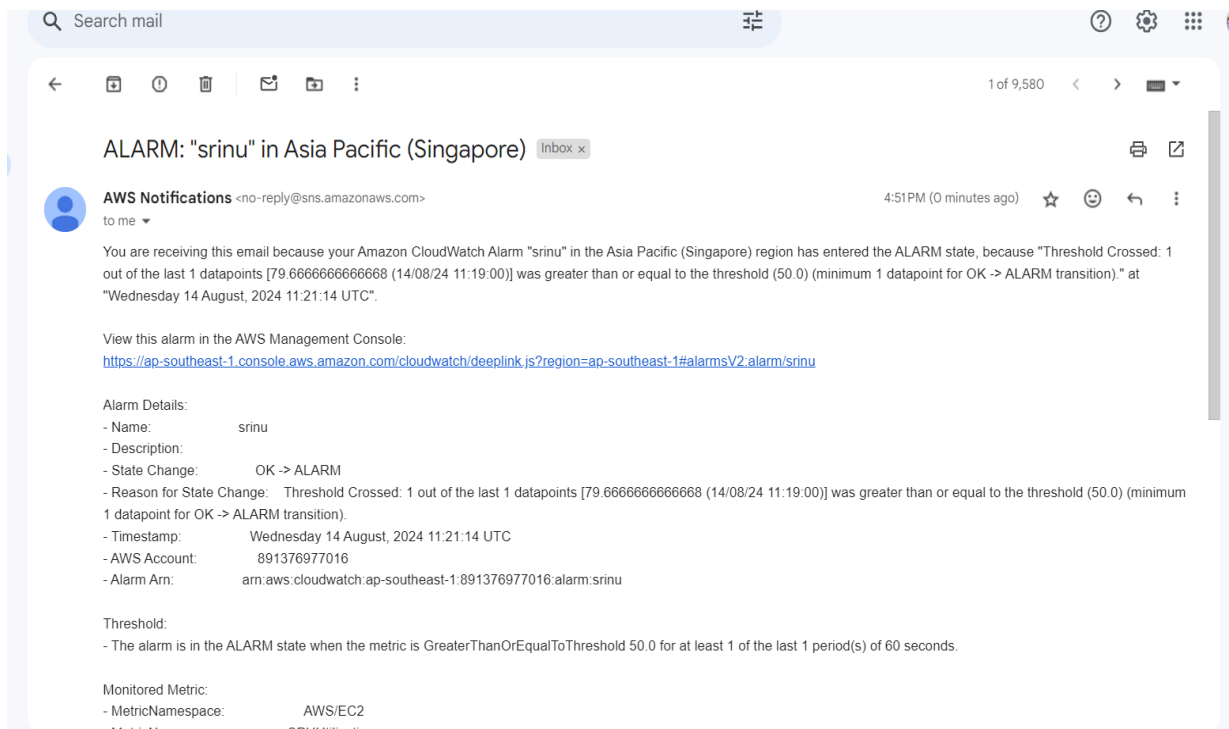 Search mail
1 of 9,580
ALARM: "srinu" in Asia Pacific (Singapore) Inbox ×
AWS Notifications <no-reply@sns.amazonaws.com> 4:51 PM (0 minutes ago)
to me
You are receiving this email because your Amazon CloudWatch Alarm "srinu" in the Asia Pacific (Singapore) region has entered the ALARM state, because "Threshold Crossed: 1
out of the last 1 datapoints [79.6666666666668 (14/08/24 11:19:00)] was greater than or equal to the threshold (50.0) (minimum 1 datapoint for OK -> ALARM transition)." at
"Wednesday 14 August, 2024 11:21:14 UTC".
View this alarm in the AWS Management Console:
https://ap-southeast-1.console.aws.amazon.com/cloudwatch/deeplink.js?region=ap-southeast-1#alarmsV2:alarm/srinu
Alarm Details:
- Name: srinu
- Description:
- State Change: OK -> ALARM
- Reason for State Change: Threshold Crossed: 1 out of the last 1 datapoints [79.6666666666668 (14/08/24 11:19:00)] was greater than or equal to the threshold (50.0) (minimum
1 datapoint for OK -> ALARM transition).
- Timestamp: Wednesday 14 August, 2024 11:21:14 UTC
- AWS Account: 891376977016
- Alarm Arn: arn:aws:cloudwatch:ap-southeast-1:891376977016:alarm:srinu
Threshold:
- The alarm is in the ALARM state when the metric is GreaterThanOrEqualToThreshold 50.0 for at least 1 of the last 1 period(s) of 60 seconds.
Monitored Metric:
- MetricNamespace: AWS/EC2